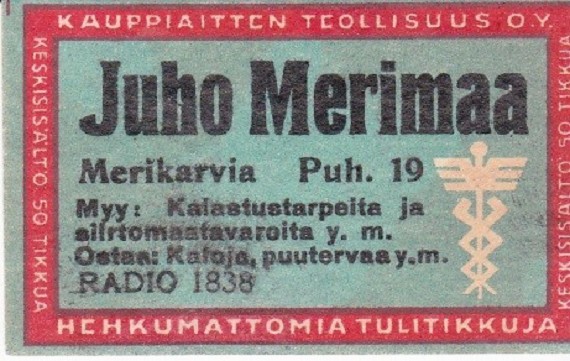 KAUPPIAITTEN TEOLLISUUS O.Y.
KESKISISÄLTÖ 50 TIKKUA
Juho Merimaa
Merikarvia Puh. 19
Myy: Kalastustarpeita ja
siirtomaatavaroita y. m.
Ostaa: Kaloja, puutervaa y.m.
RADIO 1838
KESKISISÄLTÖ 50 TIKKUA
HEHKUMATTOMIA TULITIKKUJA